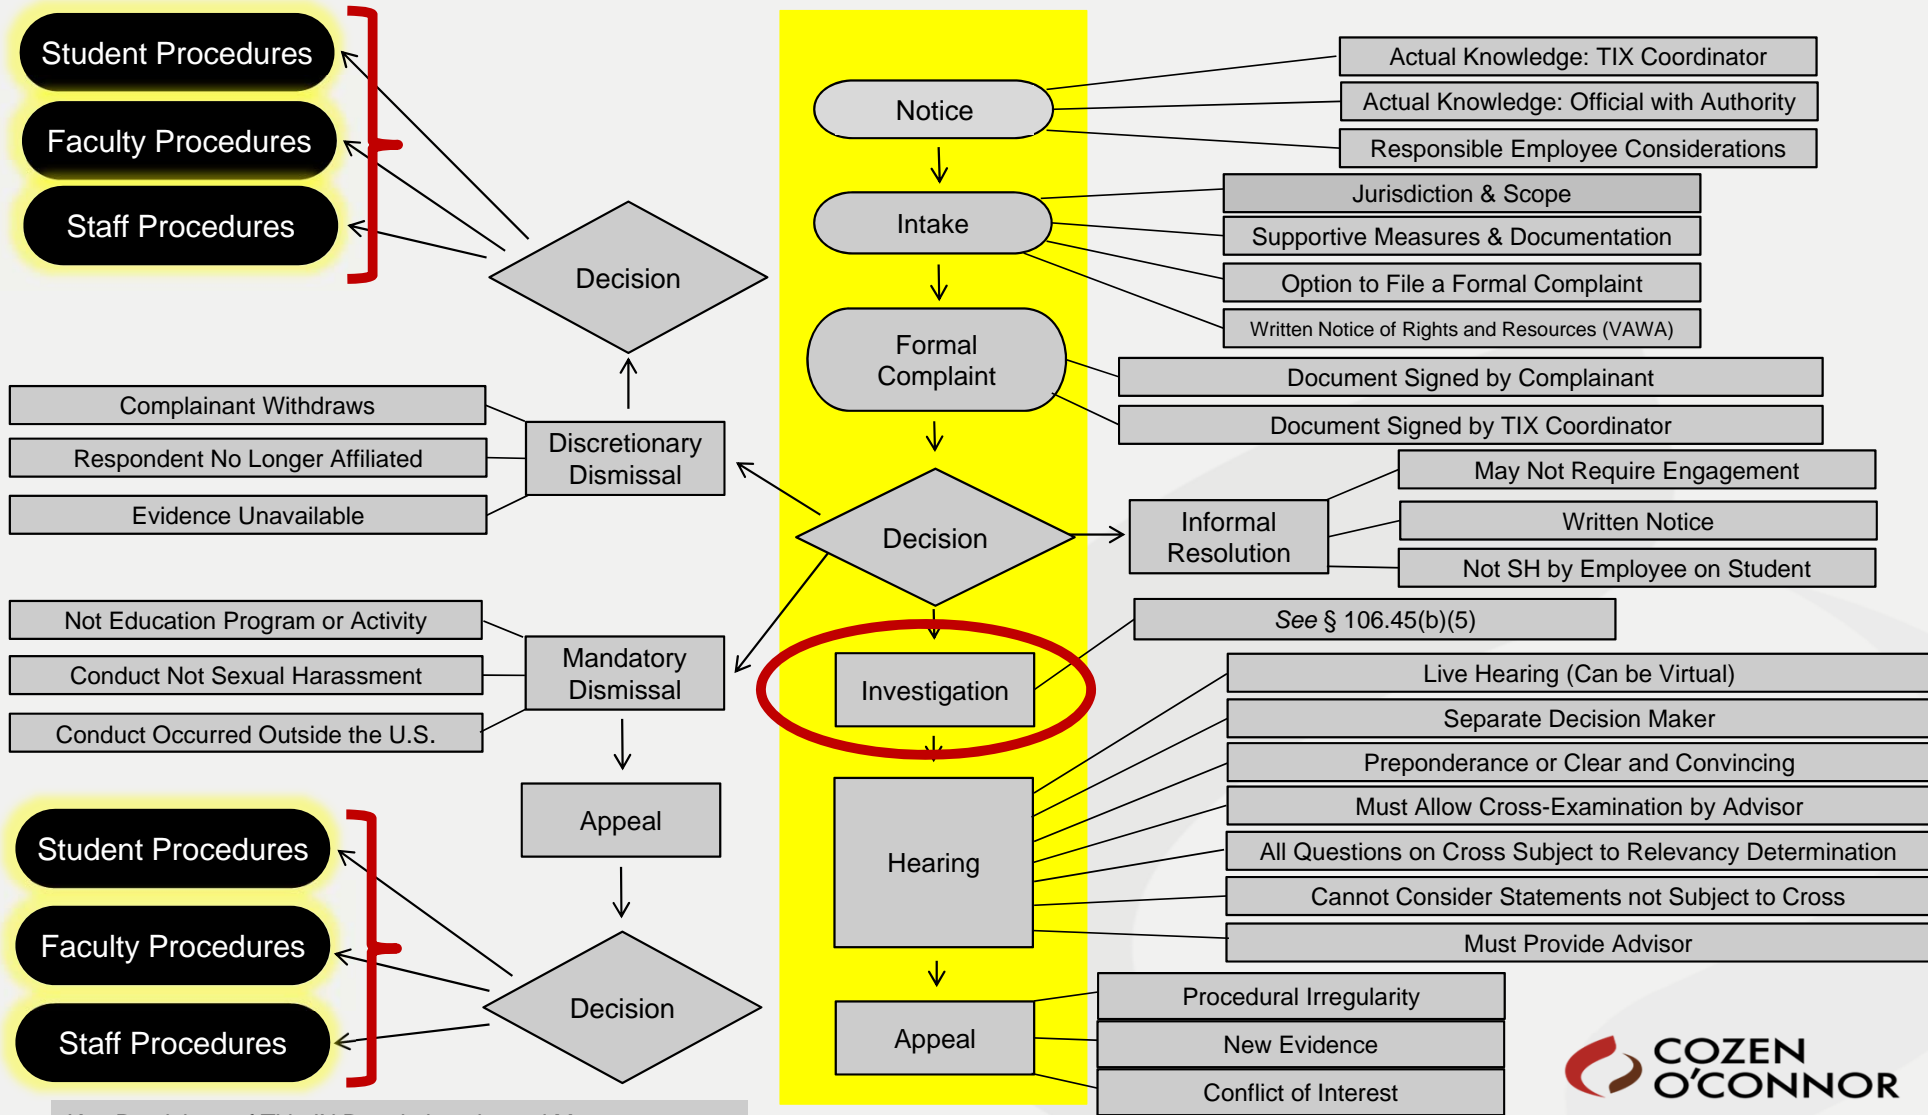 Student Procedures
Faculty Procedures
Staff Procedures
Decision
Complainant Withdraws
Respondent No Longer Affiliated
Evidence Unavailable
Discretionary
Dismissal
Not Education Program or Activity
Conduct Not Sexual Harassment
Conduct Occurred Outside the U.S.
Mandatory
Dismissal
Appeal
Student Procedures
Faculty Procedures
Staff Procedures
Decision
Notice
Actual Knowledge: TIX Coordinator
Actual Knowledge: Official with Authority
Responsible Employee Considerations
Intake
Jurisdiction & Scope
Supportive Measures & Documentation
Option to File a Formal Complaint
Written Notice of Rights and Resources (VAWA)
Formal
Complaint
Document Signed by Complainant
Document Signed by TIX Coordinator
Decision
Informal
Resolution
May Not Require Engagement
Written Notice
Not SH by Employee on Student
Investigation
See § 106.45(b)(5)
Hearing
Live Hearing (Can be Virtual)
Separate Decision Maker
Preponderance or Clear and Convincing
Must Allow Cross-Examination by Advisor
All Questions on Cross Subject to Relevancy Determination
Cannot Consider Statements not Subject to Cross
Must Provide Advisor
Appeal
Procedural Irregularity
New Evidence
Conflict of Interest
COZEN
O'CONNOR